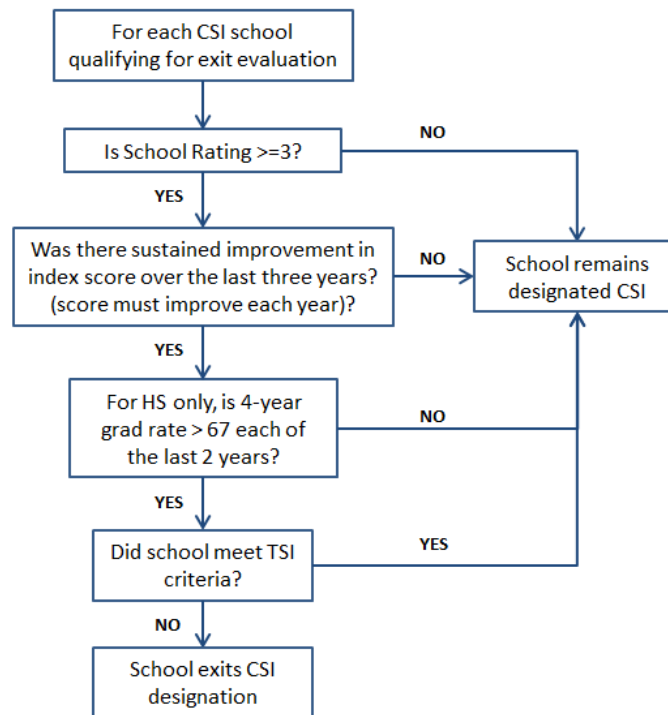 For each CSI school
qualifying for exit evaluation
Is School Rating >=3?
NO
YES
Was there sustained improvement in
index score over the last three years?
(score must improve each year)?
NO
School remains
designated CSI
YES
For HS only, is 4-year
grad rate > 67 each of
the last 2 years?
NO
YES
Did school meet TSI
criteria?
YES
NO
School exits CSI
designation